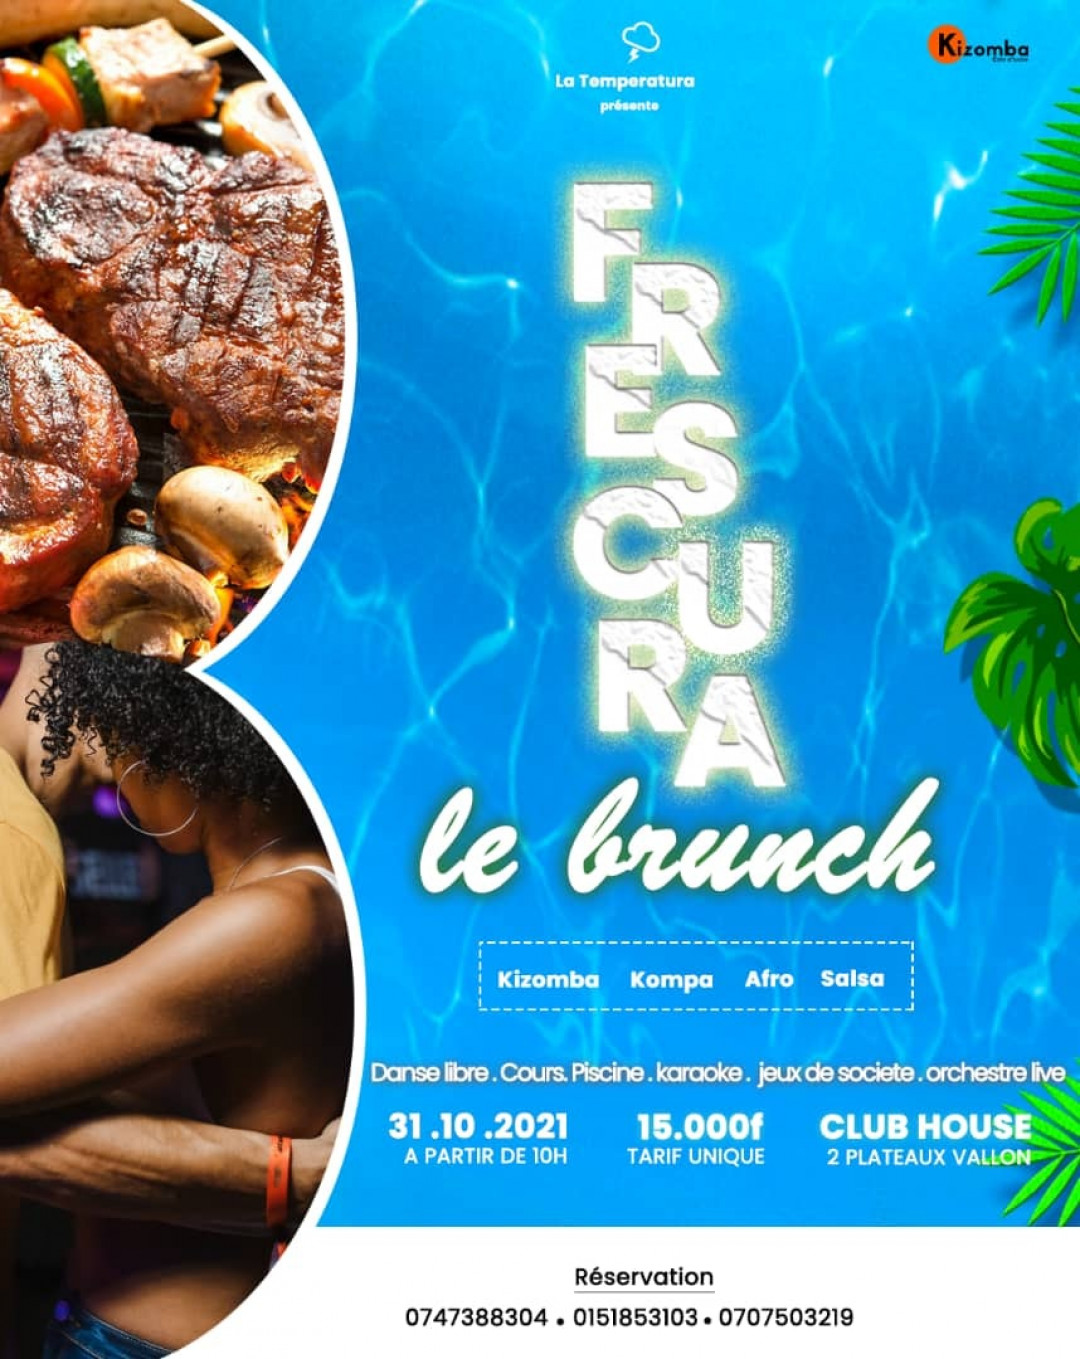 La Temperatura
présente
Kizomba
Côte d'Ivoire
FRESCURA
le brunch
Kizomba Kompa Afro Salsa
Danse libre . Cours. Piscine . karaoke . jeux de societe . orchestre live
31 .10 .2021
A PARTIR DE 10H
15.000f
TARIF UNIQUE
CLUB HOUSE
2 PLATEAUX VALLON
Réservation
0747388304 . 0151853103 . 0707503219